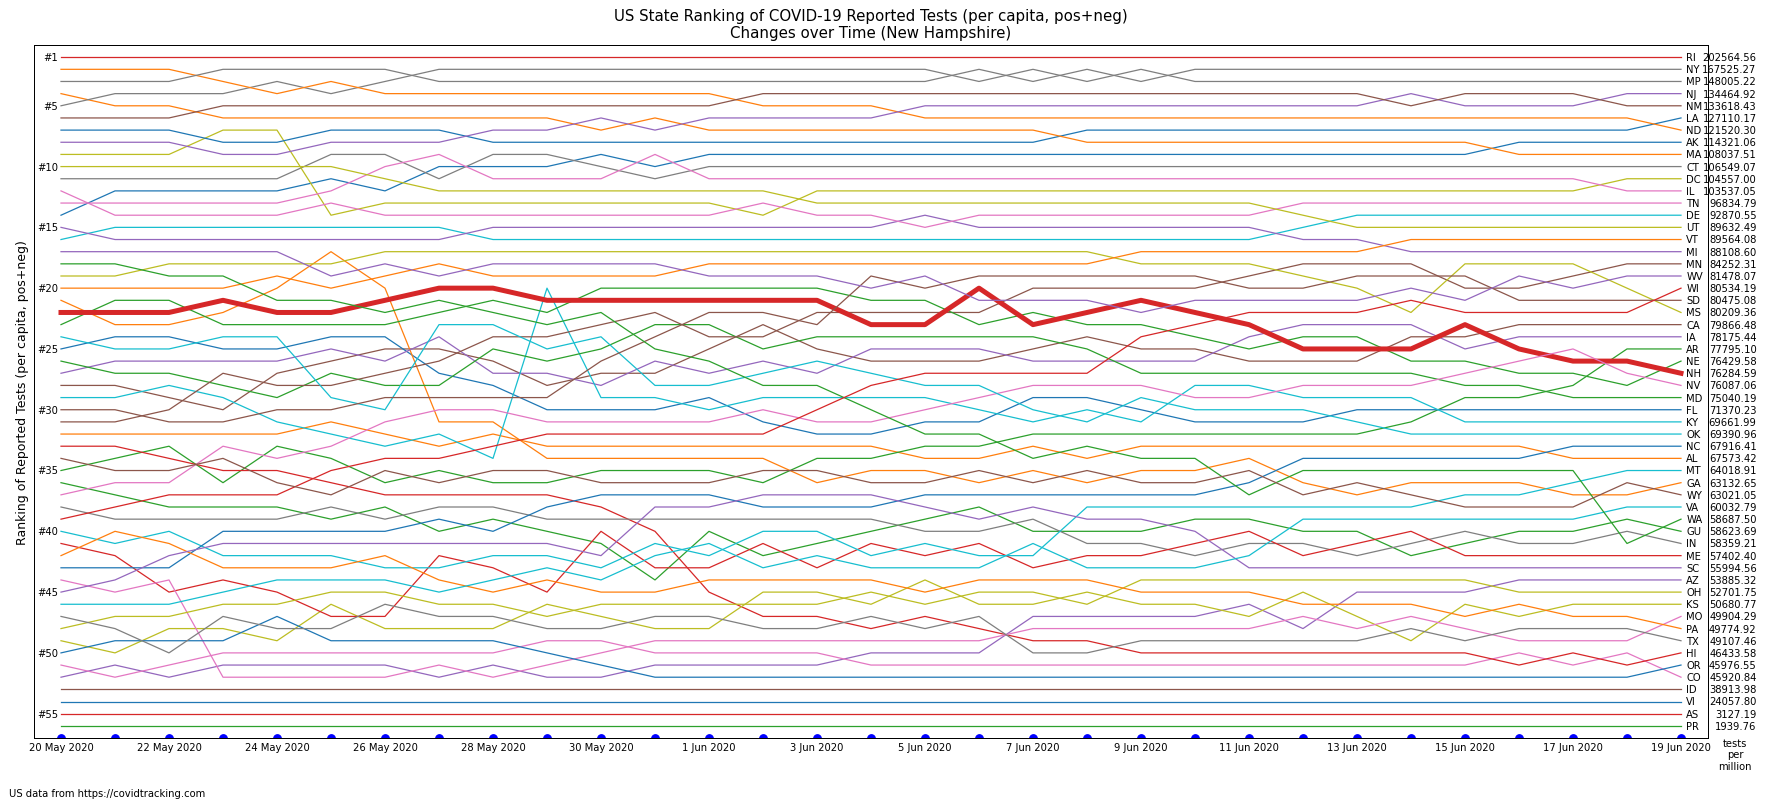 US State Ranking of COVID-19 Reported Tests (per capita, pos+neg)
Changes over Time (New Hampshire)
Ranking of Reported Tests (per capita, pos+neg)
#1
#5
#10
#15
#20
#25
#30
#35
#40
#45
#50
#55
RI 202564.56
NY 167525.27
MP 148005.22
NJ 134464.92
NM 133618.43
LA 127110.17
ND 121520.30
AK 114321.06
MA 108037.51
CT 106549.07
DC 104557.00
IL 103537.05
TN 96834.79
DE 92870.55
UT 89632.49
VT 89564.08
MI 88108.60
MN 84252.31
WV 81478.07
WI 80534.19
SD 80475.08
MS 80209.36
CA 79866.48
IA 78175.44
AR 77795.10
NE 76429.58
NH 76284.59
NV 76087.06
MD 75040.19
FL 71370.23
KY 69661.99
OK 69390.96
NC 67916.41
AL 67573.42
MT 64018.91
GA 63132.65
WY 63021.05
VA 60032.79
WA 58687.50
GU 58623.69
IN 58359.21
ME 57402.40
SC 55994.56
AZ 53885.32
OH 52701.75
KS 50680.77
MO 49904.29
PA 49774.92
TX 49107.46
HI 46433.58
OR 45976.55
CO 45920.84
ID 38913.98
VI 24057.80
AS 3127.19
PR 1939.76
20 May 2020 22 May 2020 24 May 2020 26 May 2020 28 May 2020 30 May 2020 1 Jun 2020 3 Jun 2020 5 Jun 2020 7 Jun 2020 9 Jun 2020 11 Jun 2020 13 Jun 2020 15 Jun 2020 17 Jun 2020 19 Jun 2020
tests
per
million
US data from https://covidtracking.com